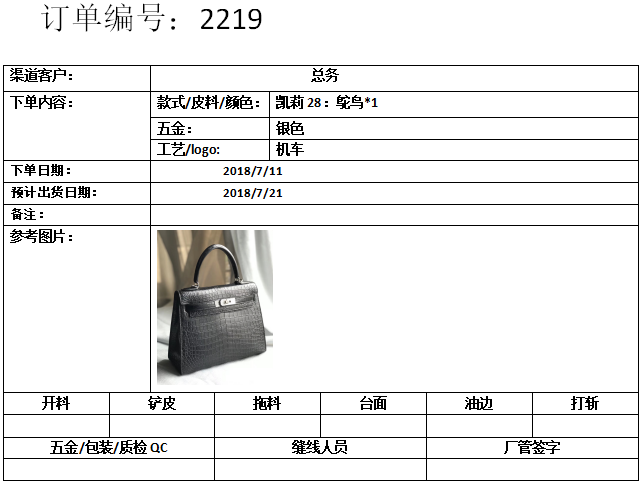 订单编号：2219
渠道客户： 总务
下单内容： 款式/皮料/颜色： 凯莉 28：鸵鸟*1
五金： 银色
工艺/logo: 机车
下单日期： 2018/7/11
预计出货日期： 2018/7/21
备注：
参考图片：
开料 铲皮 拖料 台面 油边 打斩
五金/包装/质检 QC 缝线人员 厂管签字